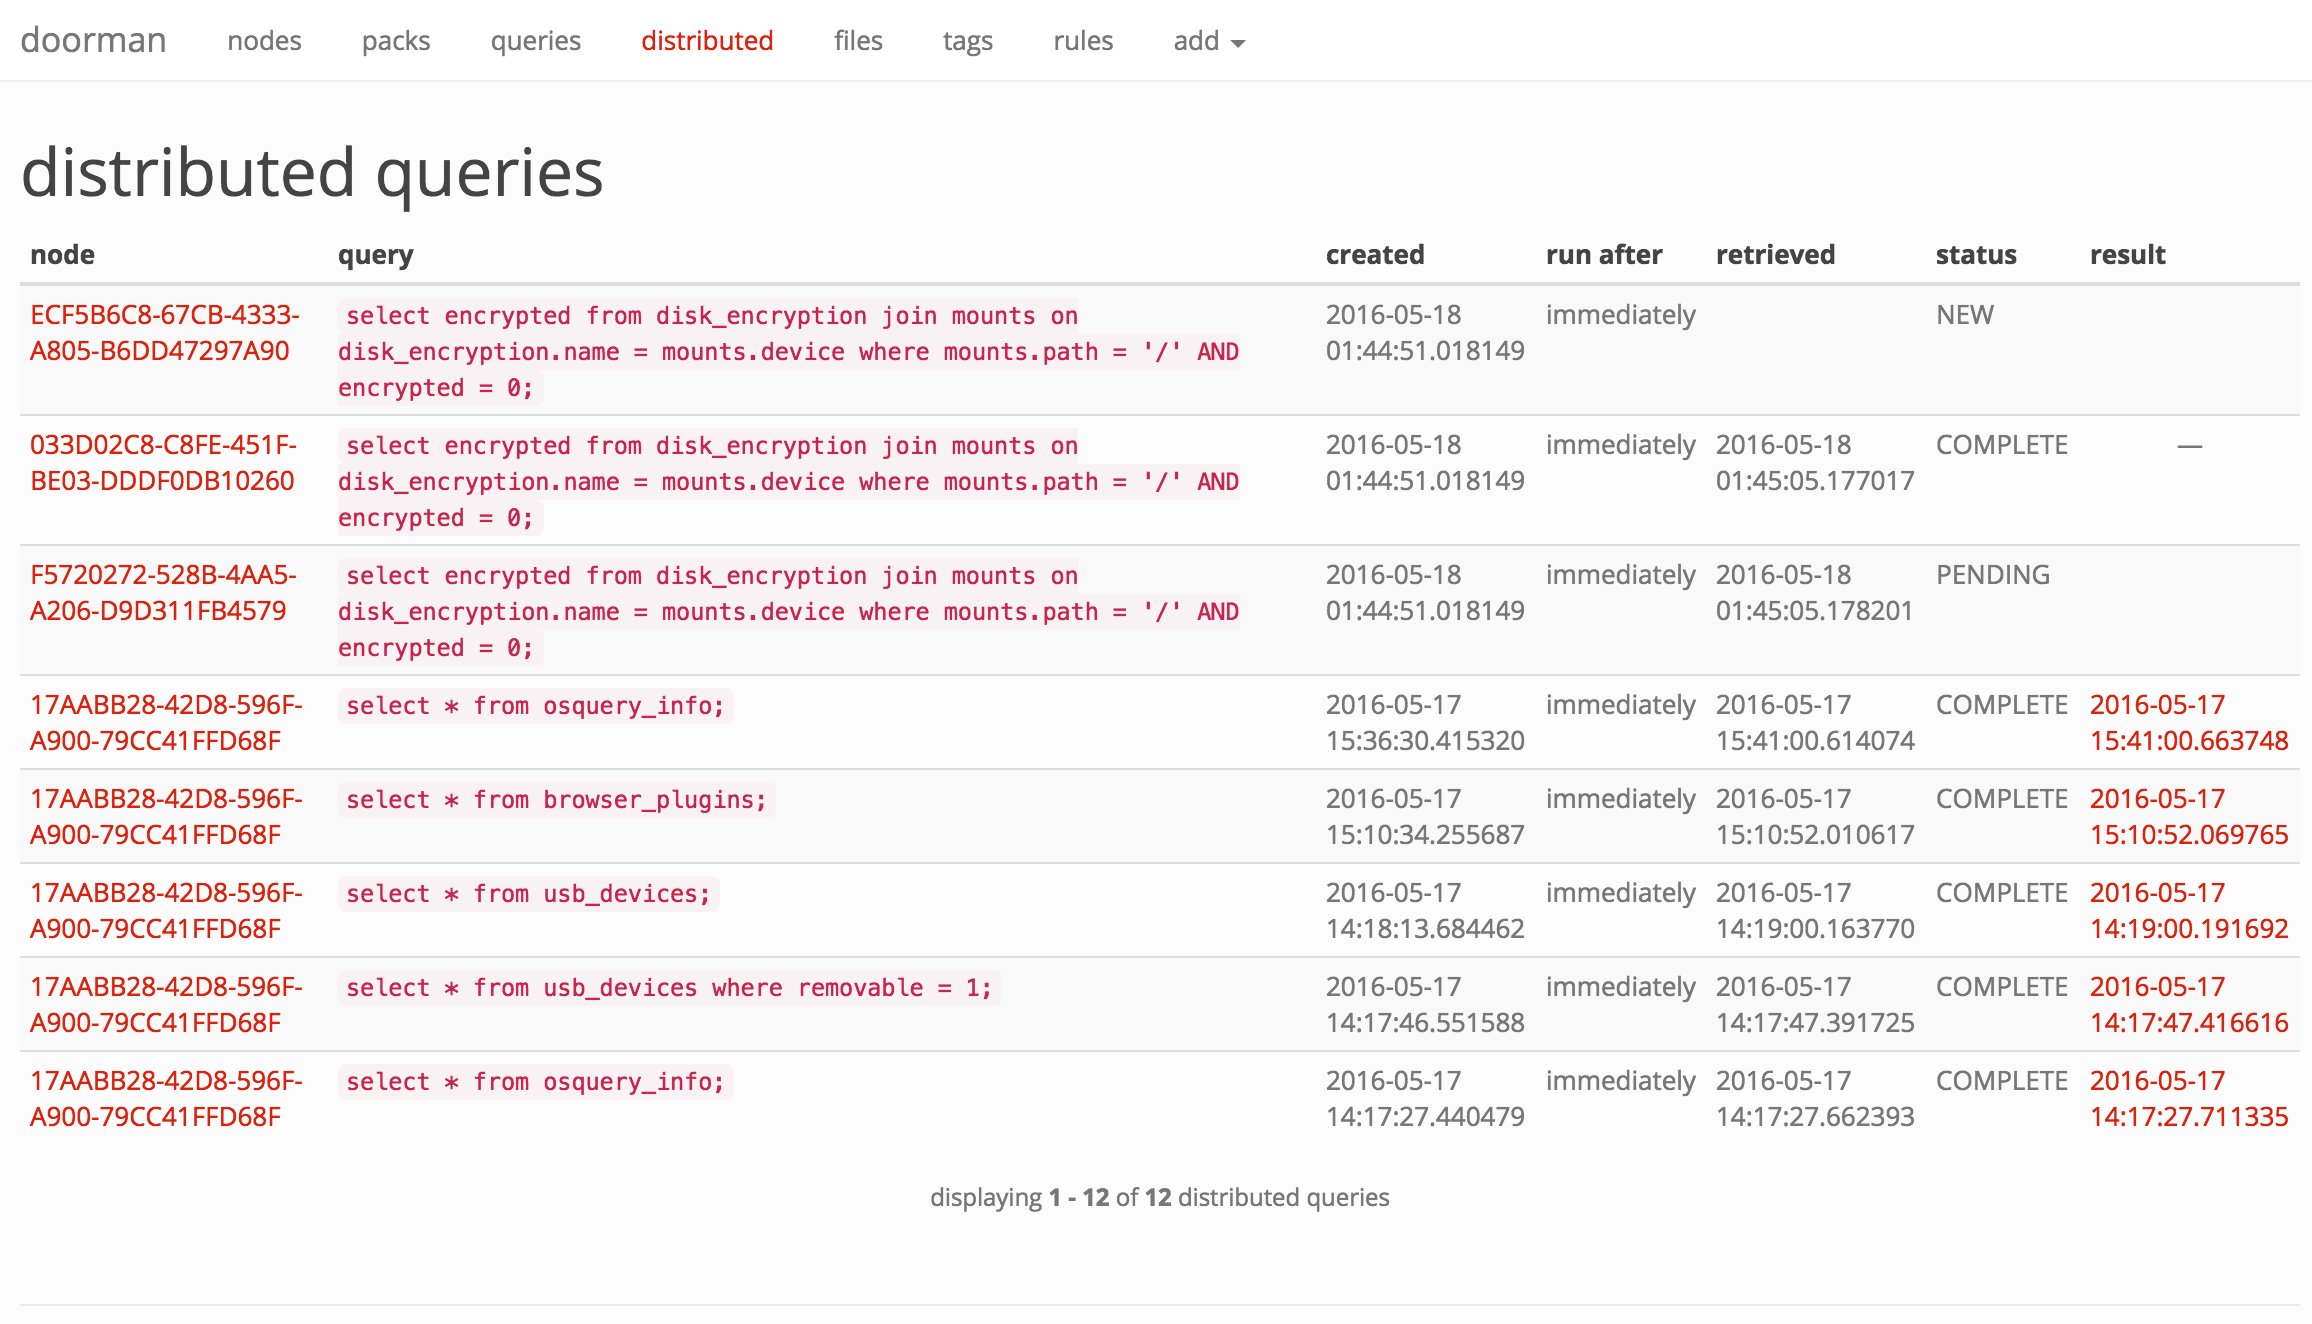 doorman nodes packs queries distributed files tags rules add
distributed queries
node query created run after retrieved status result
ECF5B6C8-67CB-4333- select encrypted from disk_encryption join mounts on 2016-05-18 immediately NEW
A805-B6DD47297A90 disk_encryption.name = mounts.device where mounts.path = '/' AND 01:44:51.018149
encrypted = 0;
033D02C8-C8FE-451F- select encrypted from disk_encryption join mounts on 2016-05-18 immediately 2016-05-18 COMPLETE —
BE03-DDDF0DB10260 disk_encryption.name = mounts.device where mounts.path = '/' AND 01:44:51.018149 01:45:05.177017
encrypted = 0;
F5720272-528B-4AA5- select encrypted from disk_encryption join mounts on 2016-05-18 immediately 2016-05-18 PENDING
A206-D9D311FB4579 disk_encryption.name = mounts.device where mounts.path = '/' AND 01:44:51.018149 01:45:05.178201
encrypted = 0;
17AABB28-42D8-596F- select * from osquery_info; 2016-05-17 immediately 2016-05-17 COMPLETE 2016-05-17
A900-79CC41FFD68F 15:36:30.415320 15:41:00.614074 15:41:00.663748
17AABB28-42D8-596F- select * from browser_plugins; 2016-05-17 immediately 2016-05-17 COMPLETE 2016-05-17
A900-79CC41FFD68F 15:10:34.255687 15:10:52.010617 15:10:52.069765
17AABB28-42D8-596F- select * from usb_devices; 2016-05-17 immediately 2016-05-17 COMPLETE 2016-05-17
A900-79CC41FFD68F 14:18:13.684462 14:19:00.163770 14:19:00.191692
17AABB28-42D8-596F- select * from usb_devices where removable = 1; 2016-05-17 immediately 2016-05-17 COMPLETE 2016-05-17
A900-79CC41FFD68F 14:17:46.551588 14:17:47.391725 14:17:47.416616
17AABB28-42D8-596F- select * from osquery_info; 2016-05-17 immediately 2016-05-17 COMPLETE 2016-05-17
A900-79CC41FFD68F 14:17:27.440479 14:17:27.662393 14:17:27.711335
displaying 1 - 12 of 12 distributed queries